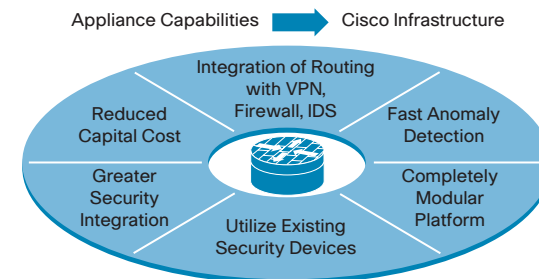 Appliance Capabilities Cisco Infrastructure
Integration of Routing
with VPN,
Firewall, IDS
Reduced
Capital Cost
Fast Anomaly
Detection
Greater
Security
Integration
Completely
Modular
Platform
Utilize Existing
Security Devices